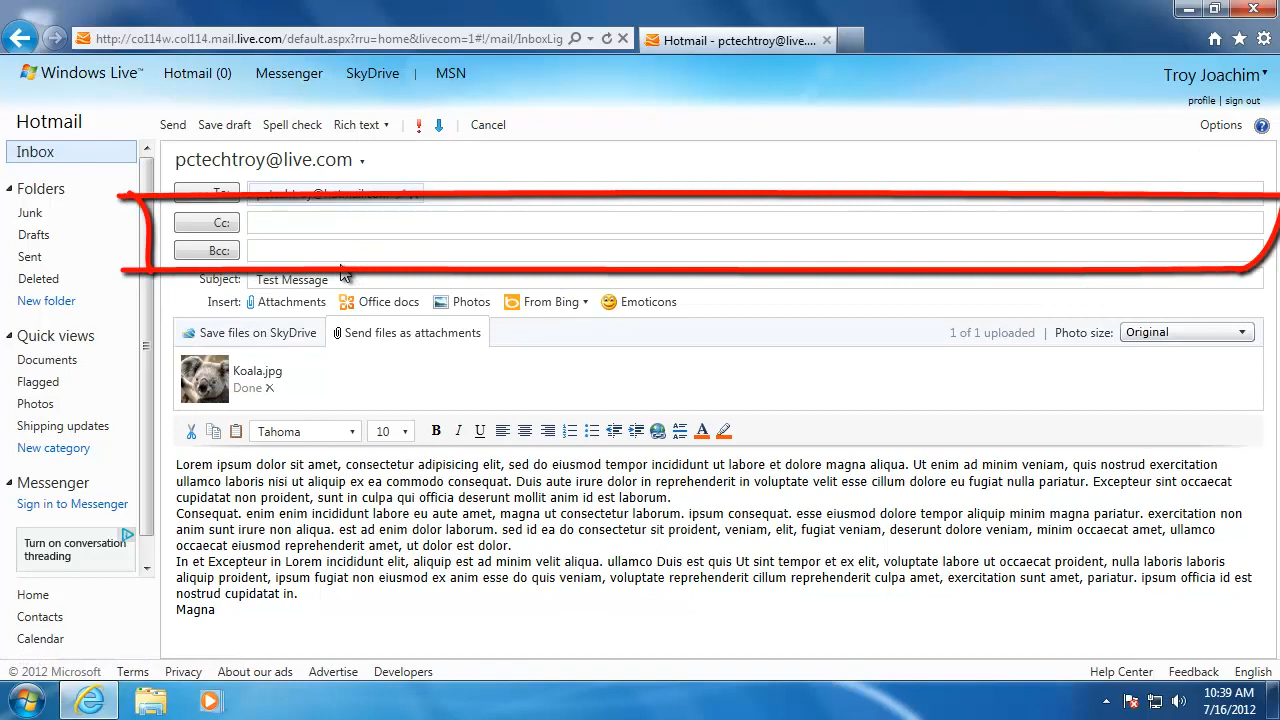 http://co114w.col114.mail.live.com/default.aspx?rru=home&livecom=1#!/mail/InboxLig
Hotmail - pctechtroy@live....
Windows Live™ Hotmail (0) Messenger SkyDrive | MSN
Troy Joachim
profile | sign out
Hotmail
Send Save draft Spell check Rich text Cancel
Options
Inbox
pctechtroy@live.com
Folders
Junk
Drafts
Sent
Deleted
New folder
To:
Cc:
Bcc:
Subject: Test Message
Insert: Attachments Office docs Photos From Bing Emoticons
Quick views
Documents
Flagged
Photos
Shipping updates
New category
Save files on SkyDrive Send files as attachments 1 of 1 uploaded | Photo size: Original
Koala.jpg
Done
Tahoma 10 B I U A
Messenger
Sign in to Messenger
Turn on conversation
threading
Home
Contacts
Calendar
Lorem ipsum dolor sit amet, consectetur adipisicing elit, sed do eiusmod tempor incididunt ut labore et dolore magna aliqua. Ut enim ad minim veniam, quis nostrud exercitation
ullamco laboris nisi ut aliquip ex ea commodo consequat. Duis aute irure dolor in reprehenderit in voluptate velit esse cillum dolore eu fugiat nulla pariatur. Excepteur sint occaecat
cupidatat non proident, sunt in culpa qui officia deserunt mollit anim id est laborum.
Consequat. enim enim incididunt labore eu aute amet, magna ut consectetur laborum. ipsum consequat. esse eiusmod dolore tempor aliquip minim magna pariatur. exercitation non
anim sunt irure non aliqua. est ad enim dolor laborum. sed id ea do consectetur sit proident, veniam, elit, fugiat veniam, deserunt dolore veniam, minim occaecat amet, ullamco
occaecat eiusmod reprehenderit amet, ut dolor est dolor.
In et Excepteur in Lorem incididunt elit, aliquip est ad minim velit aliqua. ullamco Duis est quis Ut sint tempor et ex elit, voluptate labore ut occaecat proident, nulla laboris laboris
aliquip proident, ipsum fugiat non eiusmod ex anim esse do quis veniam, voluptate reprehenderit cillum reprehenderit culpa amet, exercitation sunt amet, pariatur. ipsum officia id est
nostrud cupidatat in.
Magna
© 2012 Microsoft Terms Privacy About our ads Advertise Developers
Help Center Feedback English
10:39 AM
7/16/2012